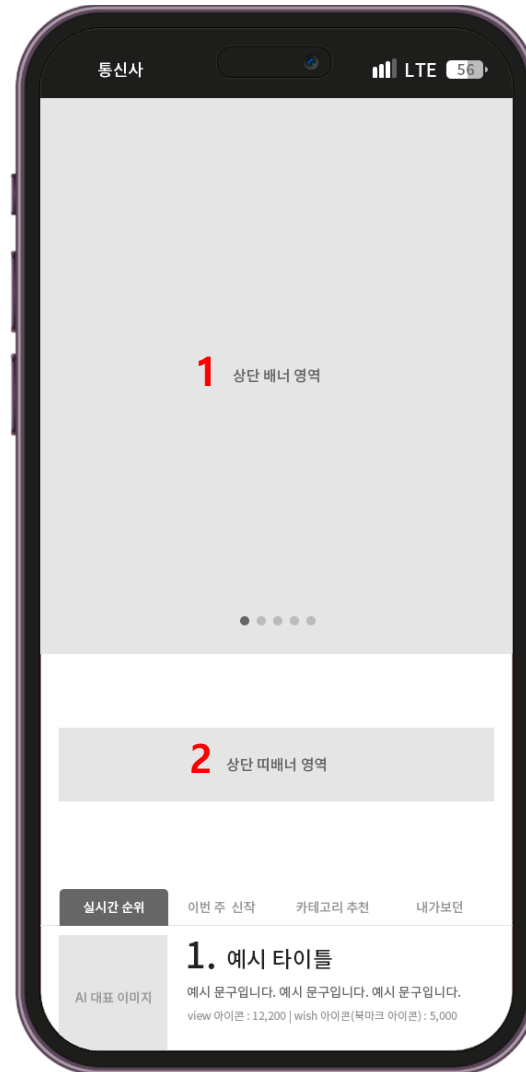 통신사 LTE 56
1 상단 배너 영역
2 상단 띠배너 영역
실시간 순위 이번 주 신작 카테고리 추천 내가보던
1. 예시 타이틀
AI 대표 이미지
예시 문구입니다. 예시 문구입니다. 예시 문구입니다.
view 아이콘 : 12,200 | wish 아이콘(북마크 아이콘) : 5,000